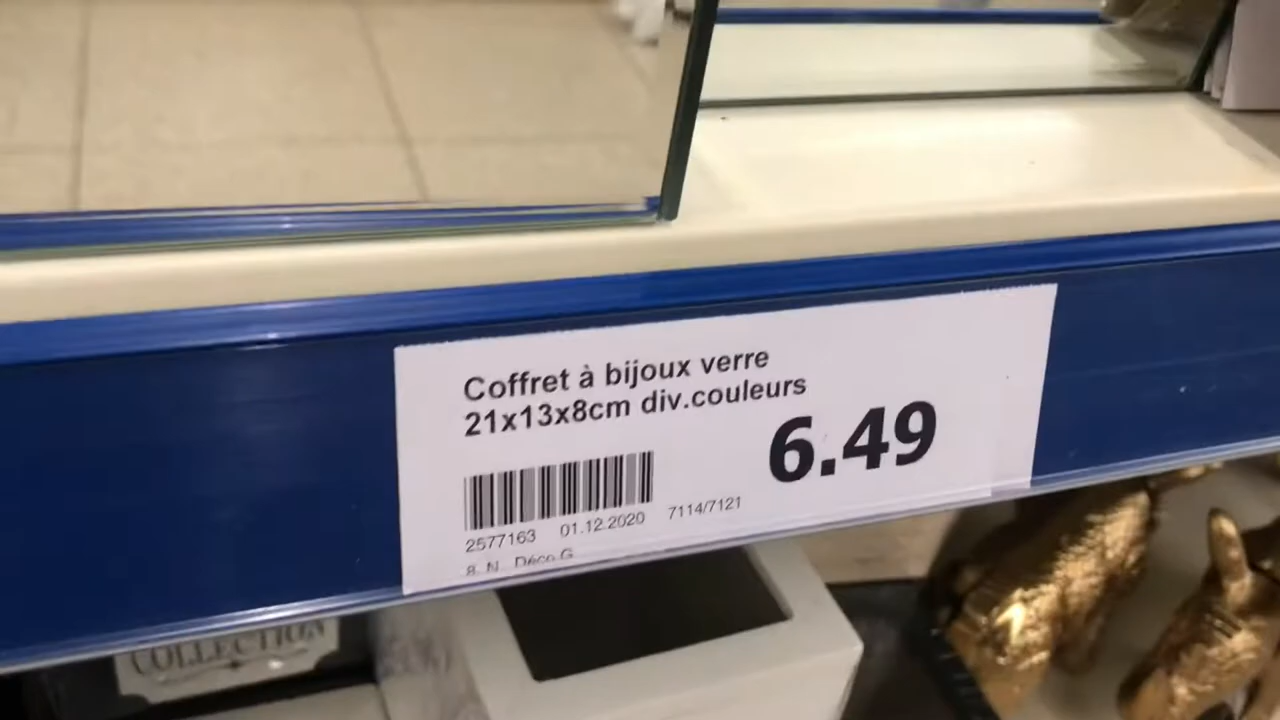 Coffret à bijoux verre
21x13x8cm div.couleurs
6.49
2577163 01.12.2020 7114/7121
8. N. Déco G
COLLECTION